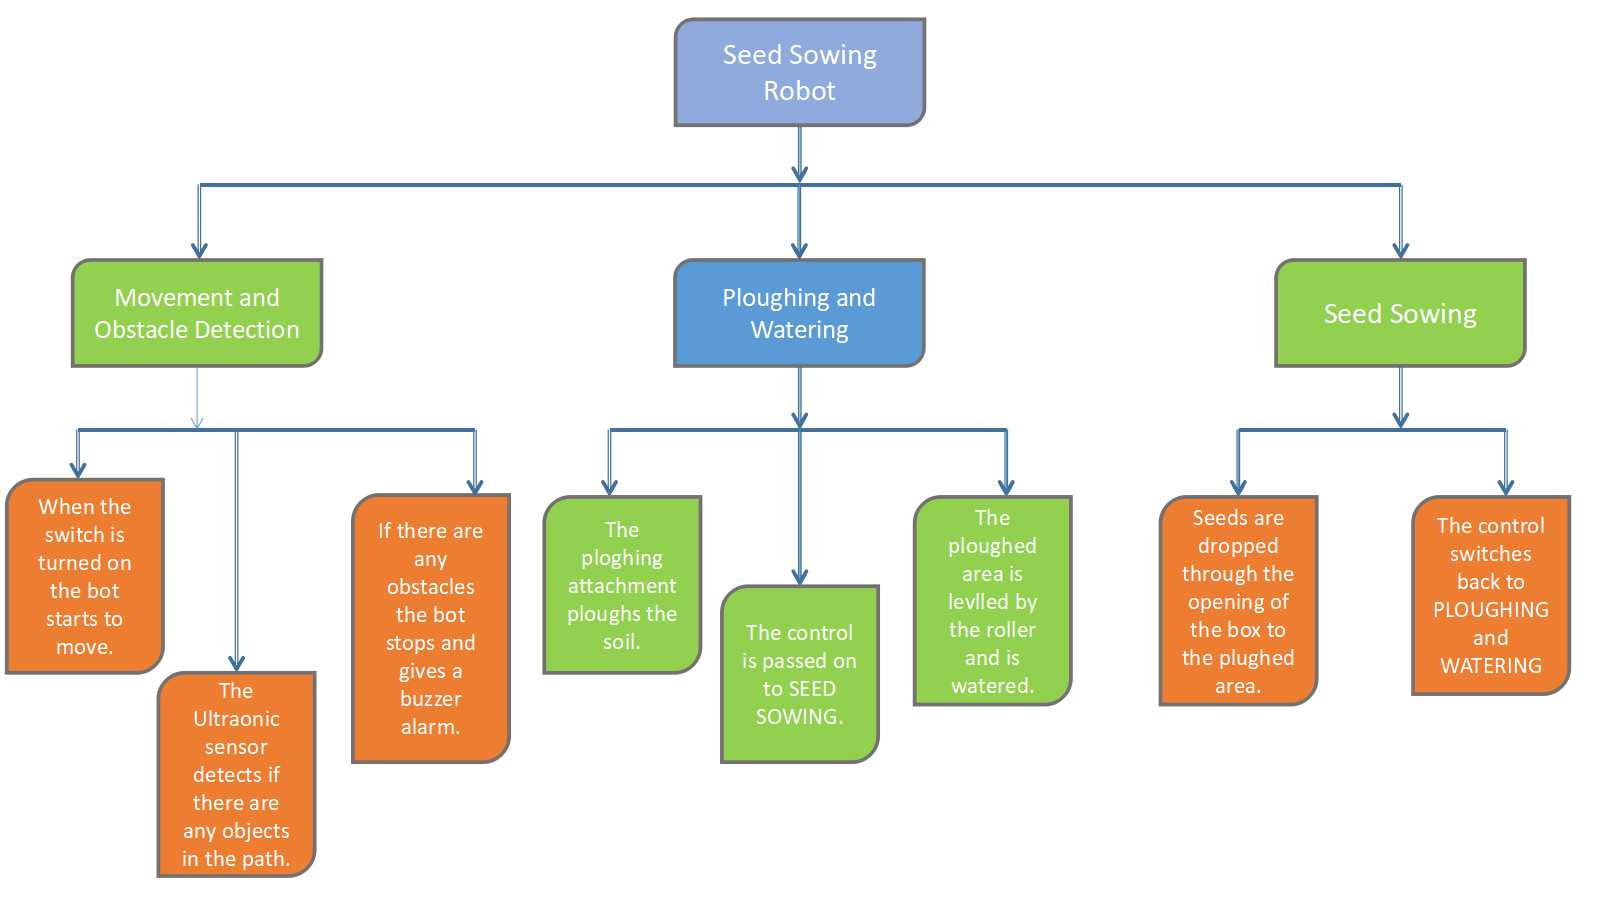 Seed Sowing
Robot
Movement and
Obstacle Detection
Ploughing and
Watering
Seed Sowing
When the
switch is
turned on
the bot
starts to
move.
The
Ultraonic
sensor
detects if
there are
any objects
in the path.
If there are
any
obstacles
the bot
stops and
gives a
buzzer
alarm.
The
ploghing
attachment
ploughs the
soil.
The control
is passed on
to SEED
SOWING.
The
ploughed
area is
levlled by
the roller
and is
watered.
Seeds are
dropped
through the
opening of
the box to
the plughed
area.
The control
switches
back to
PLOUGHING
and
WATERING